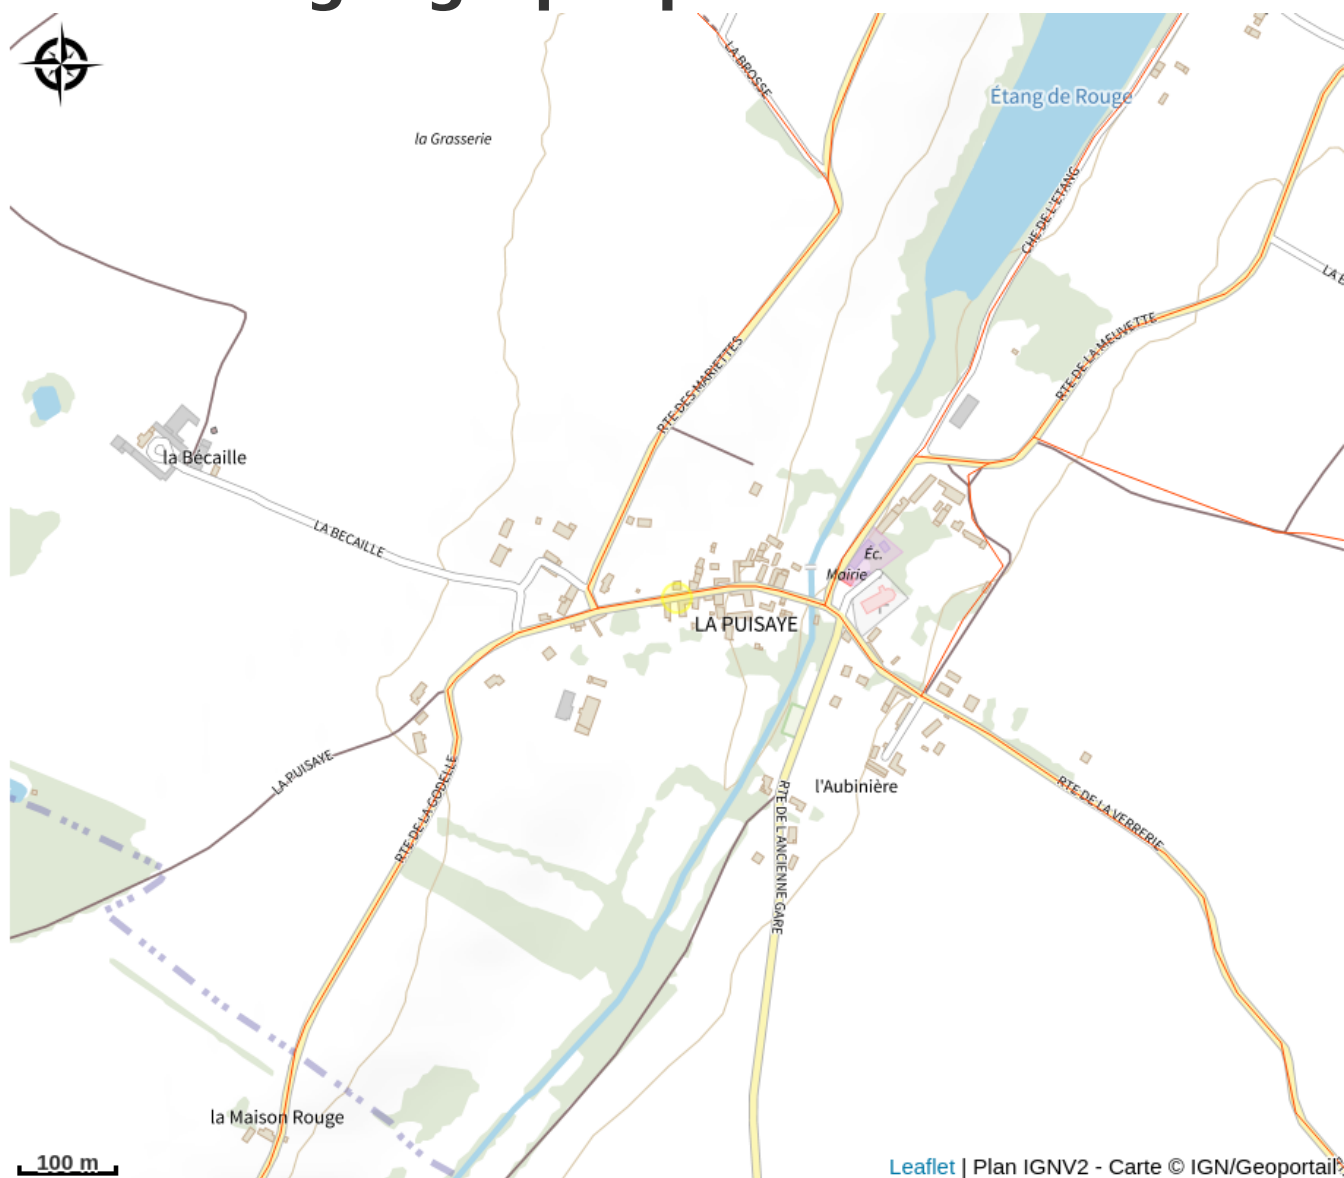 LA BROSSE
Étang de Rouge
la Grasserie
CHE DE L'ETANG
RTE DE LA MEUVETTE
RTE DES MARIETTES
la Bécaille
LA BECAILLE
Éc.
Mairie
LA PUISAYE
LA PUISAYE
RTE DE LA GODELLE
l'Aubinière
RTE DE L ANCIENNE GARE
RTE DE LA VERRERIE
la Maison Rouge
100 m
Leaflet | Plan IGNV2 - Carte © IGN/Geoportail